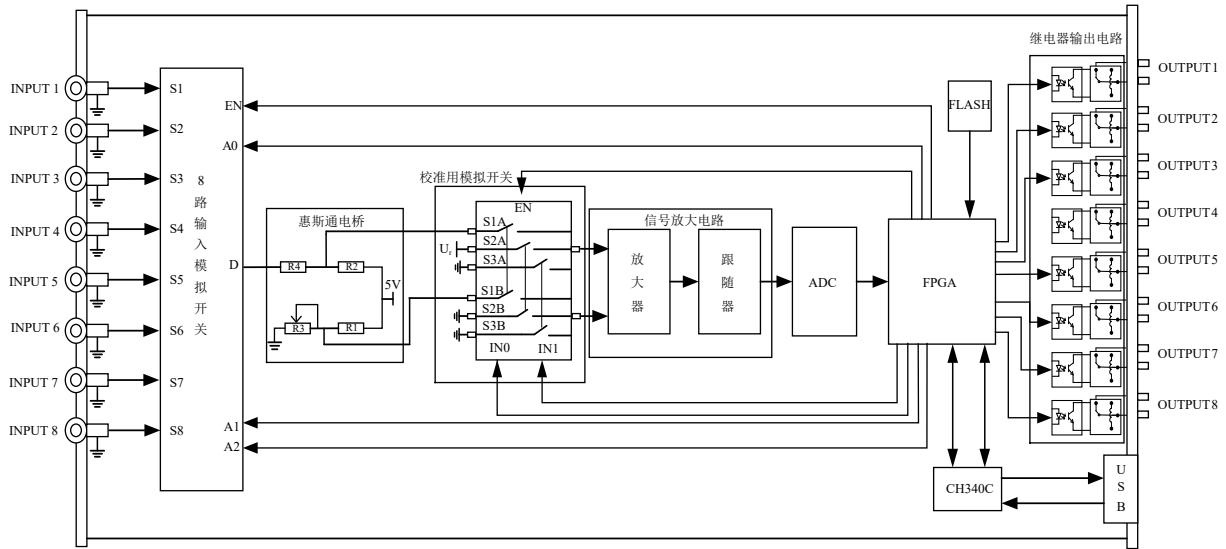 继电器输出电路
INPUT 1
INPUT 2
INPUT 3
INPUT 4
INPUT 5
INPUT 6
INPUT 7
INPUT 8
S1
S2
S3
S4
S5
S6
S7
S8
8路输入模拟开关
EN
A0
D
A1
A2
惠斯通电桥
R4
R2
5V
R3
R1
校准用模拟开关
EN
S1A
Ur
S2A
S3A
S1B
S2B
S3B
IN0
IN1
信号放大电路
放大器
跟随器
ADC
FLASH
FPGA
CH340C
USB
OUTPUT1
OUTPUT2
OUTPUT3
OUTPUT4
OUTPUT5
OUTPUT6
OUTPUT7
OUTPUT8